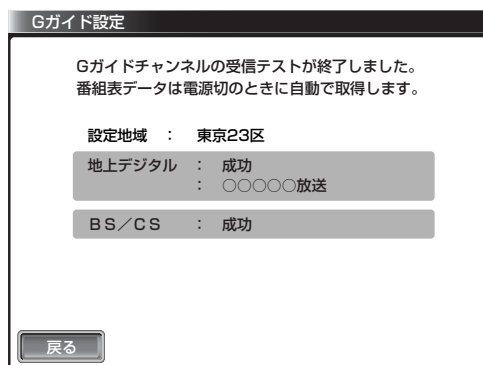 Gガイド設定
Gガイドチャンネルの受信テストが終了しました。
番組表データは電源切のときに自動で取得します。
設定地域 : 東京23区
地上デジタル : 成功
: ○○○○○放送
BS/CS : 成功
戻る